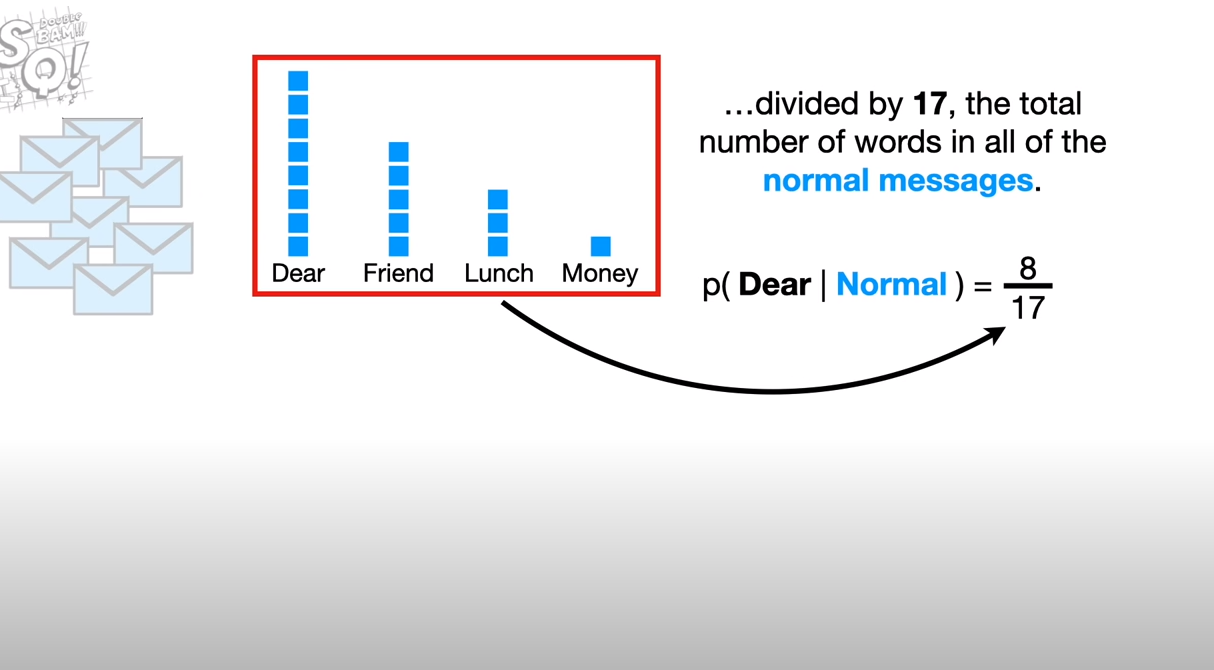 DOUBLE
BAM!!!
S
Q!
…divided by 17, the total
number of words in all of the
normal messages.
Dear Friend Lunch Money
p( Dear | Normal ) = 8
17